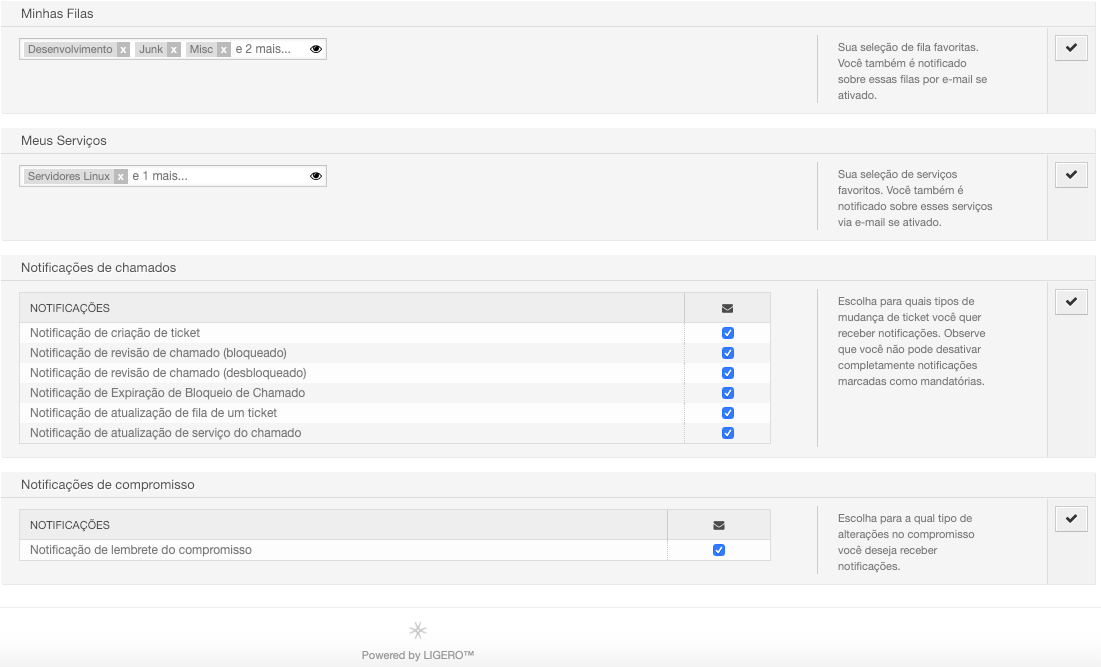 Minhas Filas
Desenvolvimento x Junk x Misc x e 2 mais...
Sua seleção de fila favoritas.
Você também é notificado
sobre essas filas por e-mail se
ativado.
Meus Serviços
Servidores Linux x e 1 mais...
Sua seleção de serviços
favoritos. Você também é
notificado sobre esses serviços
via e-mail se ativado.
Notificações de chamados
NOTIFICAÇÕES
Notificação de criação de ticket
Notificação de revisão de chamado (bloqueado)
Notificação de revisão de chamado (desbloqueado)
Notificação de Expiração de Bloqueio de Chamado
Notificação de atualização de fila de um ticket
Notificação de atualização de serviço do chamado
Escolha para quais tipos de
mudança de ticket você quer
receber notificações. Observe
que você não pode desativar
completamente notificações
marcadas como mandatórias.
Notificações de compromisso
NOTIFICAÇÕES
Notificação de lembrete do compromisso
Escolha para a qual tipo de
alterações no compromisso
você deseja receber
notificações.
Powered by LIGERO™